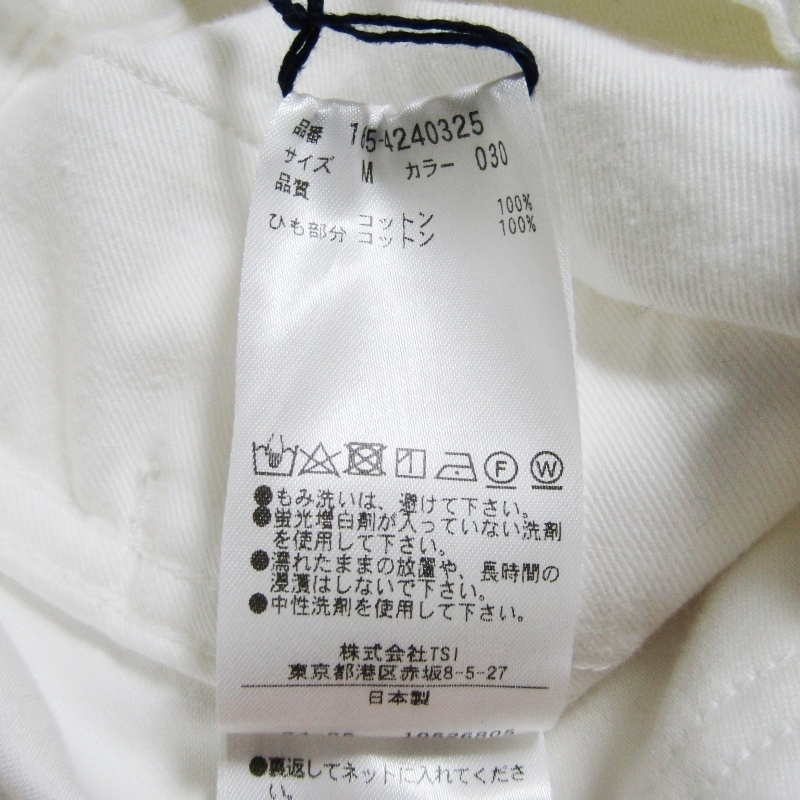 品番 165-4240325
サイズ M カラー 030
品質
コットン 100%
ひも部分 コットン 100%
F W
●もみ洗いは、避けて下さい。
●蛍光増白剤が入っていない洗剤
を使用して下さい。
●濡れたままの放置や、長時間の
浸漬はしないで下さい。
●中性洗剤を使用して下さい。
株式会社TSI
東京都港区赤坂8-5-27
日本製
●裏返してネットに入れてくださ
い。